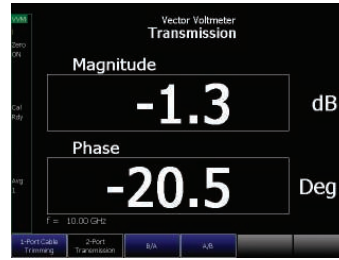 VVM
Vector Voltmeter
Transmission
Zero
ON
Magnitude
-1.3
dB
Cal
Rdy
Phase
-20.5
Deg
Avg
1
f = 10.00 GHz
1-Port Cable
Trimming
2-Port
Transmission
B/A
A/B